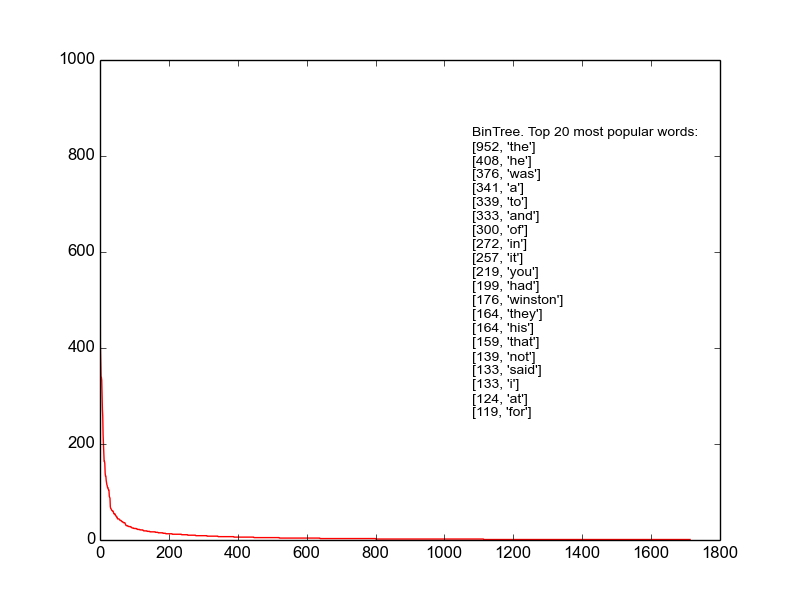 1000
800
600
400
200
0
BinTree. Top 20 most popular words:
[952, 'the']
[408, 'he']
[376, 'was']
[341, 'a']
[339, 'to']
[333, 'and']
[300, 'of']
[272, 'in']
[257, 'it']
[219, 'you']
[199, 'had']
[176, 'winston']
[164, 'they']
[164, 'his']
[159, 'that']
[139, 'not']
[133, 'said']
[133, 'i']
[124, 'at']
[119, 'for']
0 200 400 600 800 1000 1200 1400 1600 1800